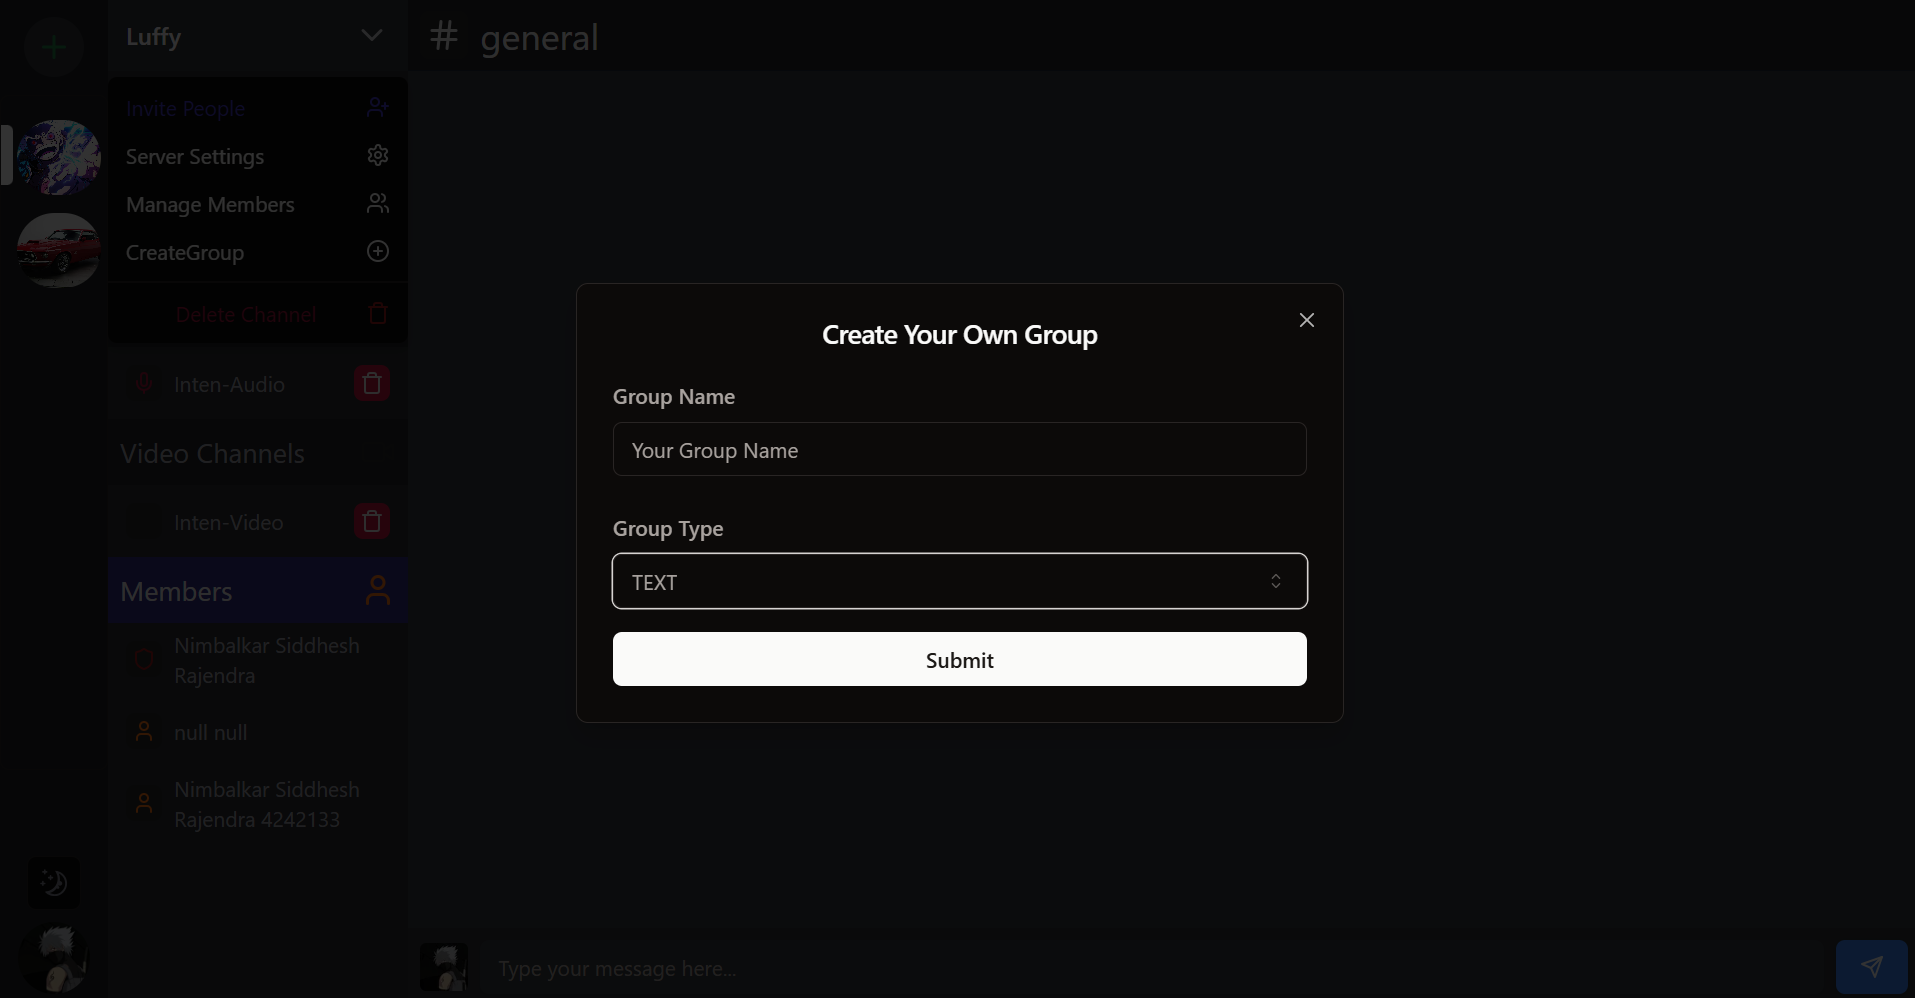 Luffy
# general
Invite People
Server Settings
Manage Members
CreateGroup
Delete Channel
Inten-Audio
Video Channels
Inten-Video
Members
Nimbalkar Siddhesh
Rajendra
null null
Nimbalkar Siddhesh
Rajendra 4242133
Create Your Own Group
Group Name
Your Group Name
Group Type
TEXT
Submit
Type your message here...